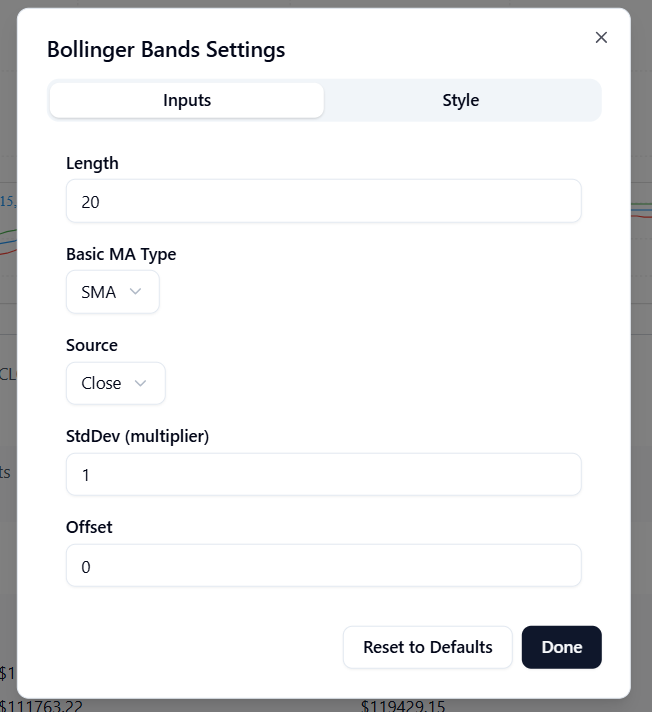 Bollinger Bands Settings
Inputs
Style
Length
15,
20
Basic MA Type
SMA
Source
CL
Close
StdDev (multiplier)
ts
1
Offset
0
Reset to Defaults
Done
$1
$111763.22
$119429.15